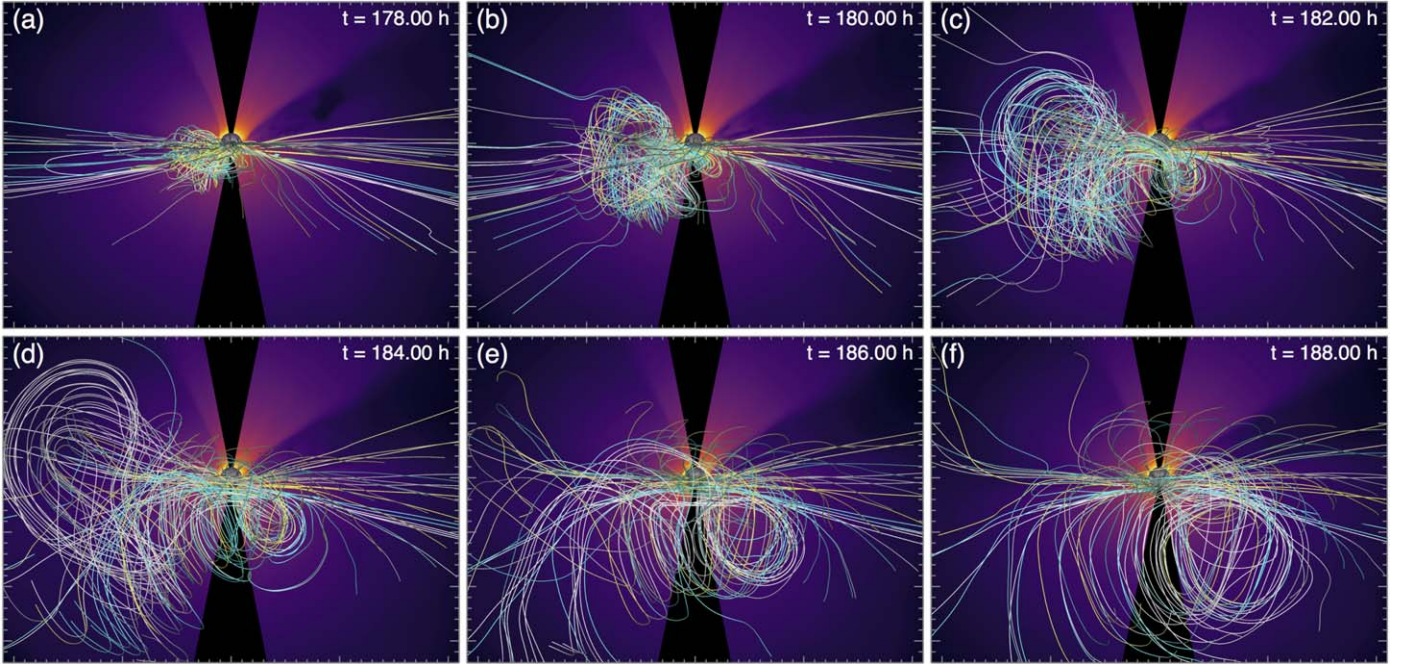 (a) t = 178.00 h
(b) t = 180.00 h
(c) t = 182.00 h
(d) t = 184.00 h
(e) t = 186.00 h
(f) t = 188.00 h